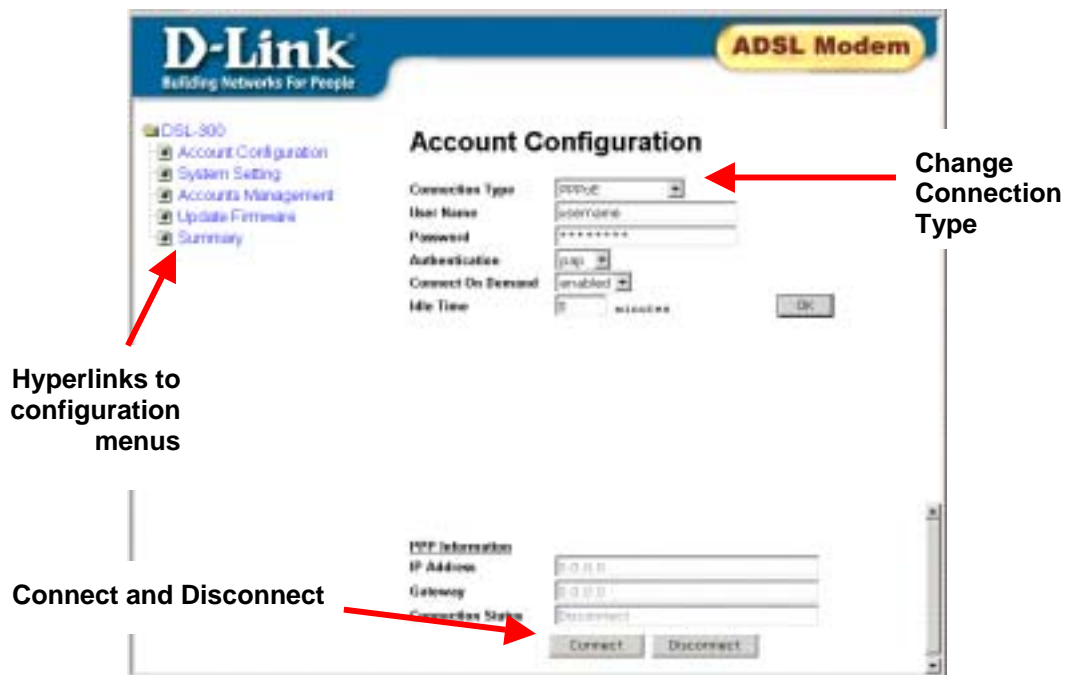 D-Link
Building Networks For People
ADSL Modem
DSL-300
Account Configuration
System Setting
Accounts Management
Update Firmware
Summary
Account Configuration
Connection Type PPPoE
User Name username
Password ********
Authentication pap
Connect On Demand enabled
Idle Time minutes
OK
Change
Connection
Type
Hyperlinks to
configuration
menus
PPP Information
IP Address 0.0.0.0
Gateway 0.0.0.0
Connection Status Disconnect
Connect and Disconnect
Connect Disconnect